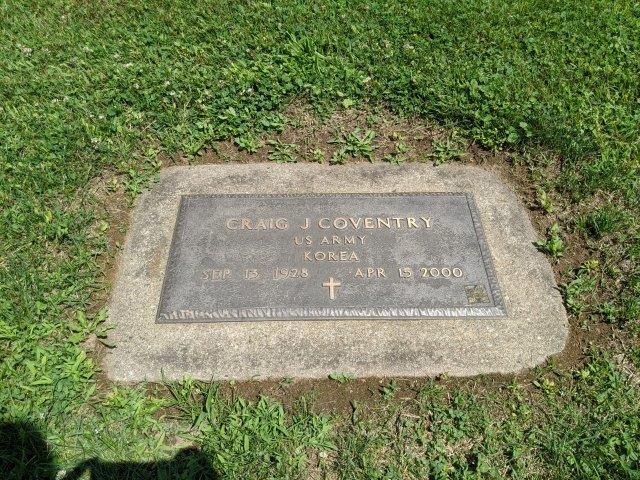 CRAIG J COVENTRY
US ARMY
KOREA
SEP 13 1928 APR 15 2000